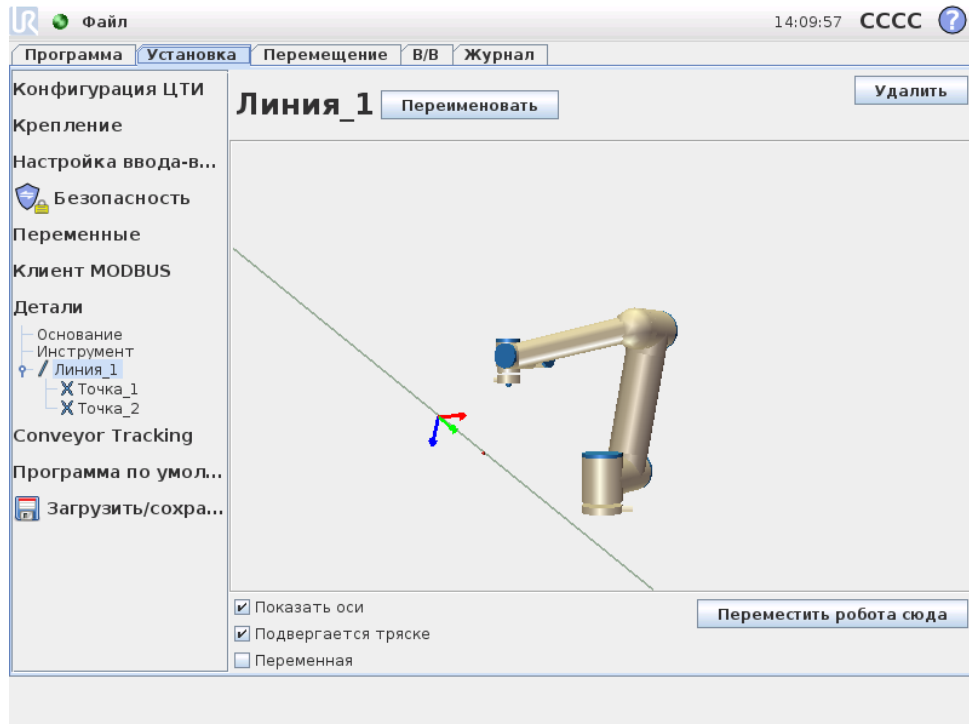 UR Файл 14:09:57 CCCC ?
Программа Установка Перемещение В/В Журнал
Конфигурация ЦТИ
Крепление
Настройка ввода-в...
Безопасность
Переменные
Клиент MODBUS
Детали
Основание
Инструмент
Линия_1
Точка_1
Точка_2
Conveyor Tracking
Программа по умол...
Загрузить/сохра...
Линия_1 Переименовать
Удалить
Показать оси
Подвергается тряске
Переменная
Переместить робота сюда